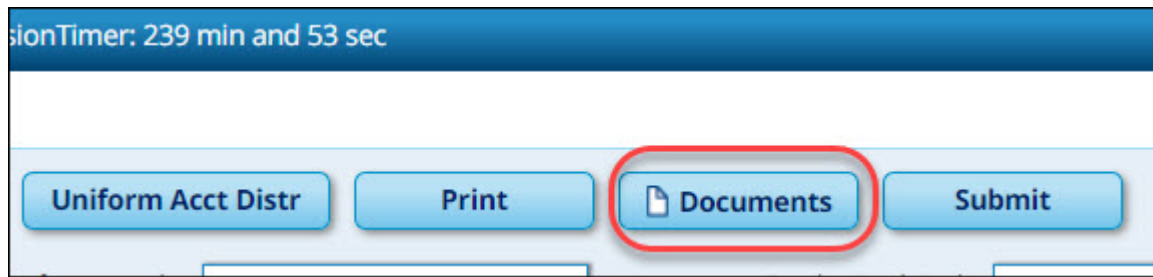 sionTimer: 239 min and 53 sec
Uniform Acct Distr Print Documents Submit